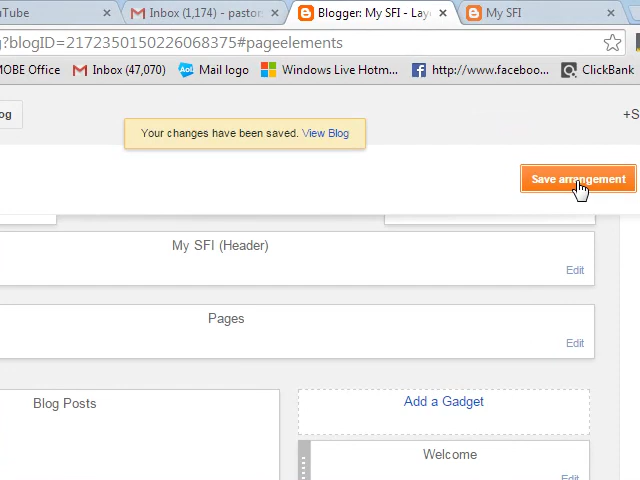 uTube
Inbox (1,174) - pastor
Blogger: My SFI - Lay
My SFI
g?blogID=2172350150226068375#pageelements
MOBE Office
Inbox (47,070)
Mail logo
Windows Live Hotm...
http://www.faceboo...
ClickBank
og
Your changes have been saved. View Blog
+S
Save arrangement
My SFI (Header)
Edit
Pages
Edit
Blog Posts
Add a Gadget
Welcome
Edit